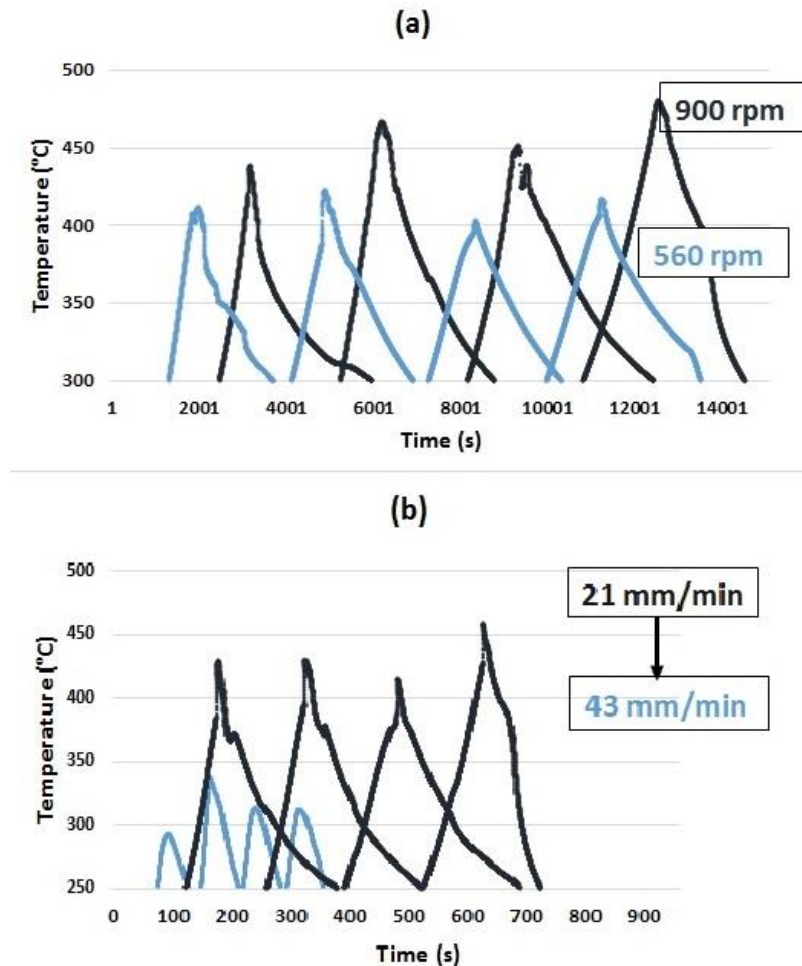 (a)
500
900 rpm
450
Temperature (°C)
400
560 rpm
350
300
1 2001 4001 6001 8001 10001 12001 14001
Time (s)
(b)
500
21 mm/min
450
Temperature (°C)
400
43 mm/min
350
300
250
0 100 200 300 400 500 600 700 800 900
Time (s)